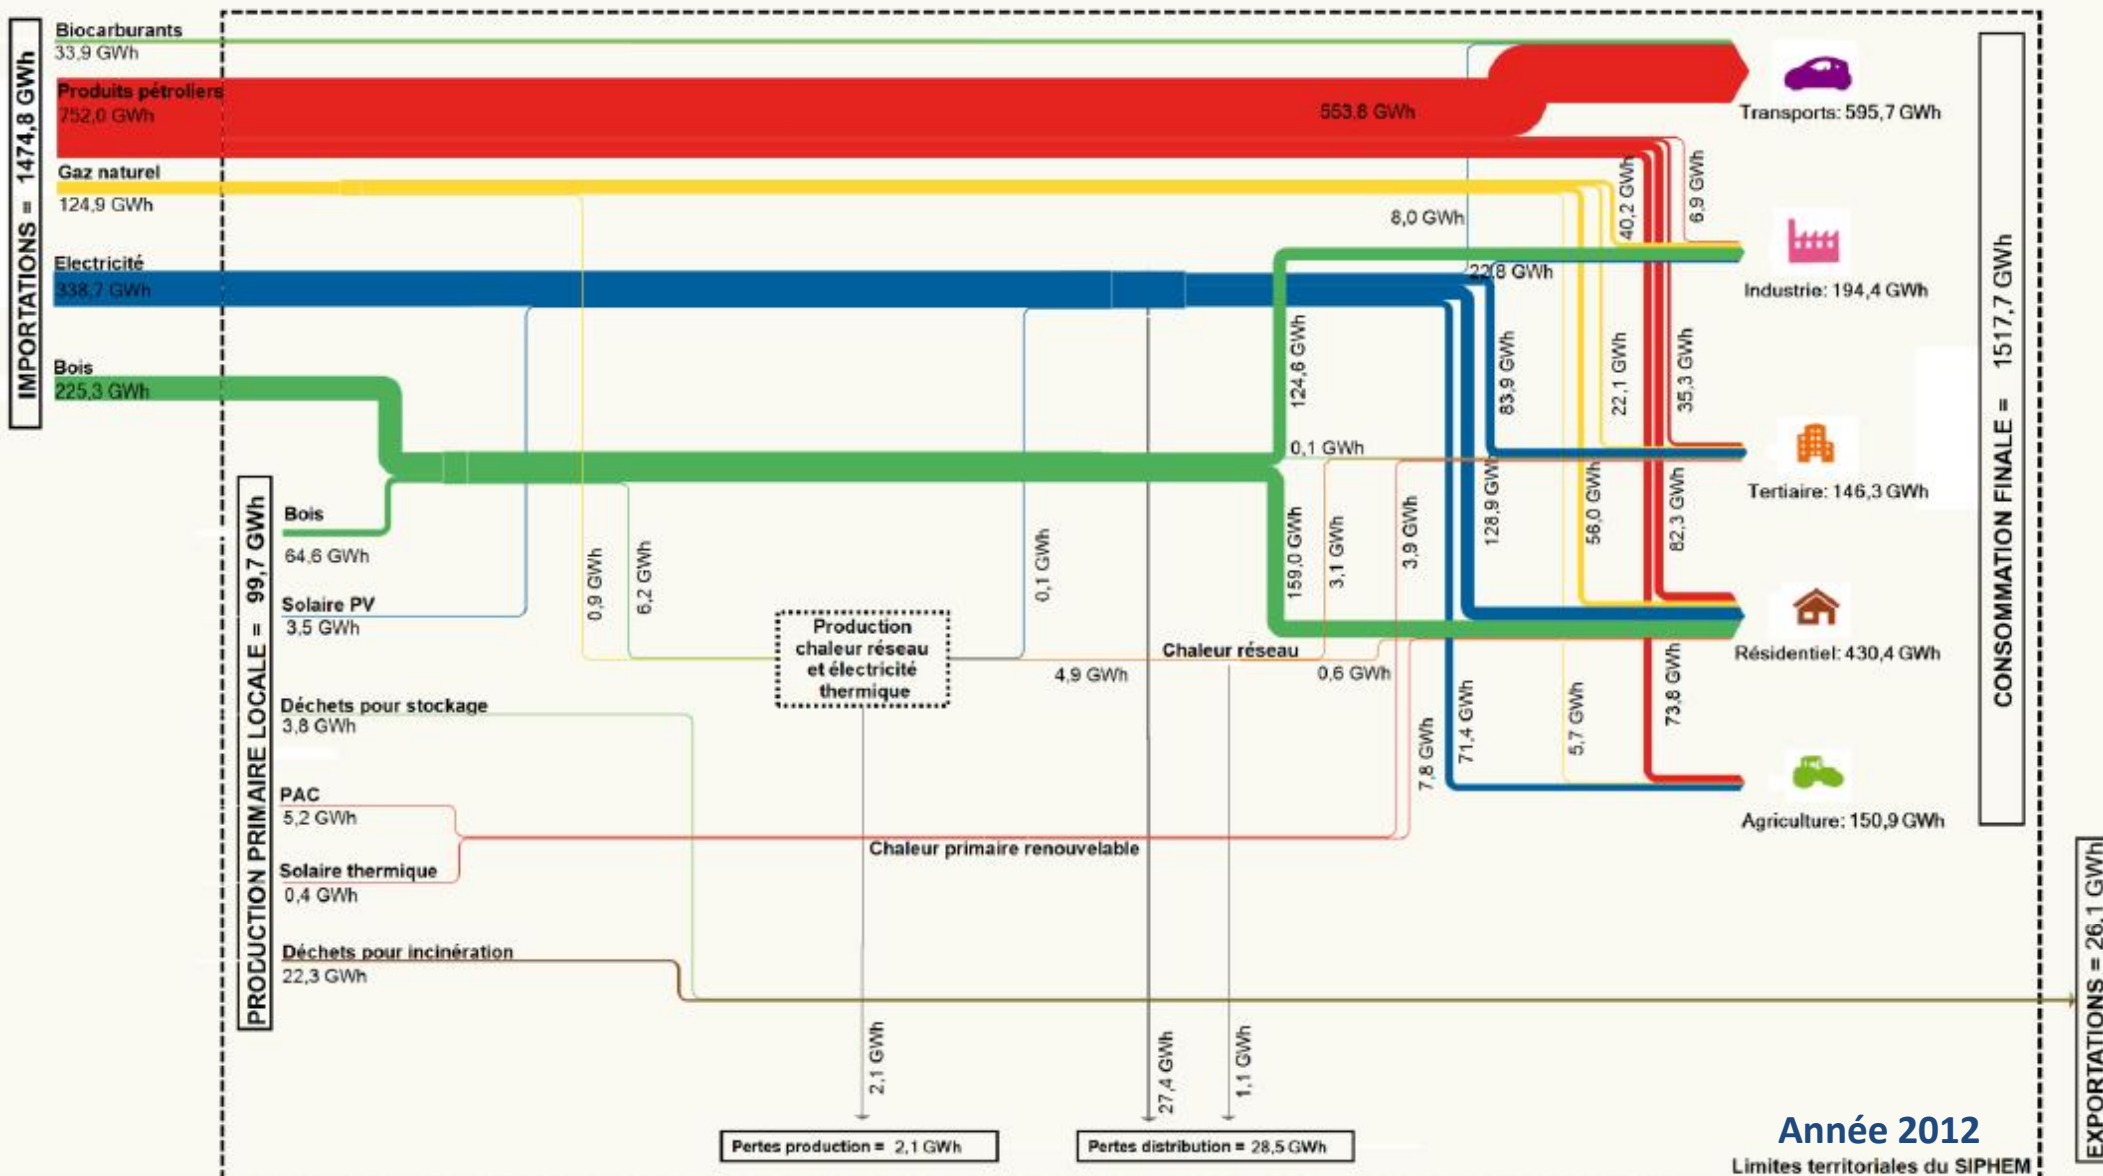 IMPORTATIONS = 1474,8 GWh
Biocarburants
33,9 GWh
Produits pétroliers
752,0 GWh
Gaz naturel
124,9 GWh
Electricité
338,7 GWh
Bois
225,3 GWh
PRODUCTION PRIMAIRE LOCALE = 99,7 GWh
Bois
64,6 GWh
Solaire PV
3,5 GWh
Déchets pour stockage
3,8 GWh
PAC
5,2 GWh
Solaire thermique
0,4 GWh
Déchets pour incinération
22,3 GWh
0,9 GWh
6,2 GWh
Production
chaleur réseau
et électricité
thermique
0,1 GWh
4,9 GWh
Chaleur réseau
Chaleur primaire renouvelable
2,1 GWh
27,4 GWh
1,1 GWh
Pertes production = 2,1 GWh
Pertes distribution = 28,5 GWh
553,8 GWh
8,0 GWh
22,8 GWh
40,2 GWh
6,9 GWh
124,6 GWh
83,9 GWh
22,1 GWh
35,3 GWh
0,1 GWh
159,0 GWh
3,1 GWh
3,9 GWh
128,9 GWh
56,0 GWh
82,3 GWh
0,6 GWh
7,8 GWh
71,4 GWh
5,7 GWh
73,8 GWh
Transports: 595,7 GWh
Industrie: 194,4 GWh
Tertiaire: 146,3 GWh
Résidentiel: 430,4 GWh
Agriculture: 150,9 GWh
CONSOMMATION FINALE = 1517,7 GWh
EXPORTATIONS = 26,1 GWh
Année 2012
Limites territoriales du SIPHEM